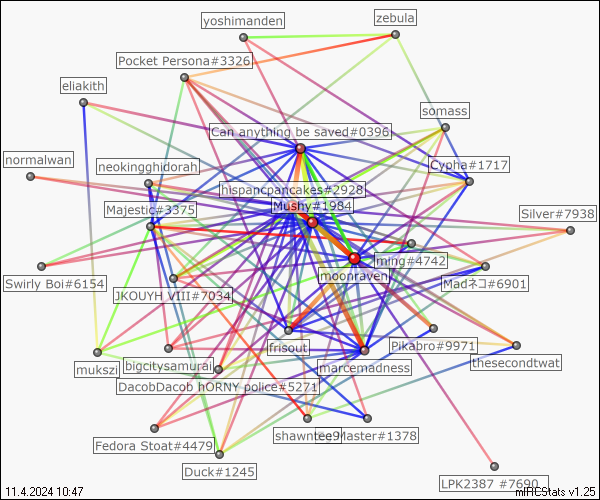 yoshimanden
zebula
Pocket Persona#3326
eliakith
somass
Can anything be saved#0396
normalwan
neokingghidorah
Cypha#1717
hispancpancakes#2928
Mushy#1984
Majestic#3375
Silver#7938
ming#4742
moonraven
Swirly Boi#6154
Madネコ#6901
JKOUYH VIII#7034
frisout
Pikabro#9971
mukszi
bigcitysamurai
marcemadness
thesecondtwat
DacobDacob hORNY police#5271
shawntee9
Master#1378
Fedora Stoat#4479
Duck#1245
LPK2387 #7690
11.4.2024 10:47
mIRCStats v1.25